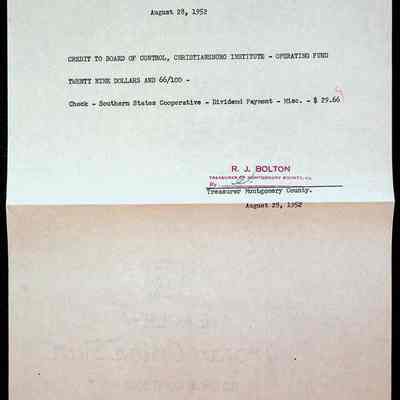 August 28, 1952
CREDIT TO BOARD OF CONTROL, CHRISTIANSBURG INSTITUTE - OPERATING FUND
TWENTY NINE DOLLARS AND 66/100 -
Check - Southern States Cooperative - Dividend Payment - Misc. - $ 29.66
R. J. BOLTON
TREASURER OF MONTGOMERY COUNTY, VA.
By
Treasurer Montgomery County.
August 28, 1952